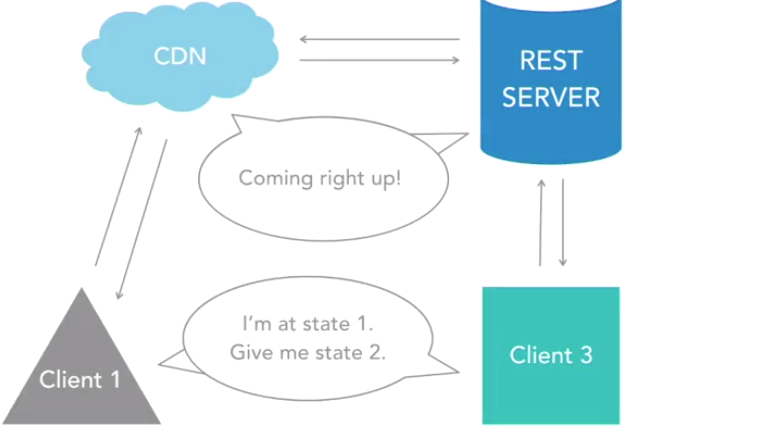 CDN
REST
SERVER
Coming right up!
I'm at state 1.
Give me state 2.
Client 1
Client 3